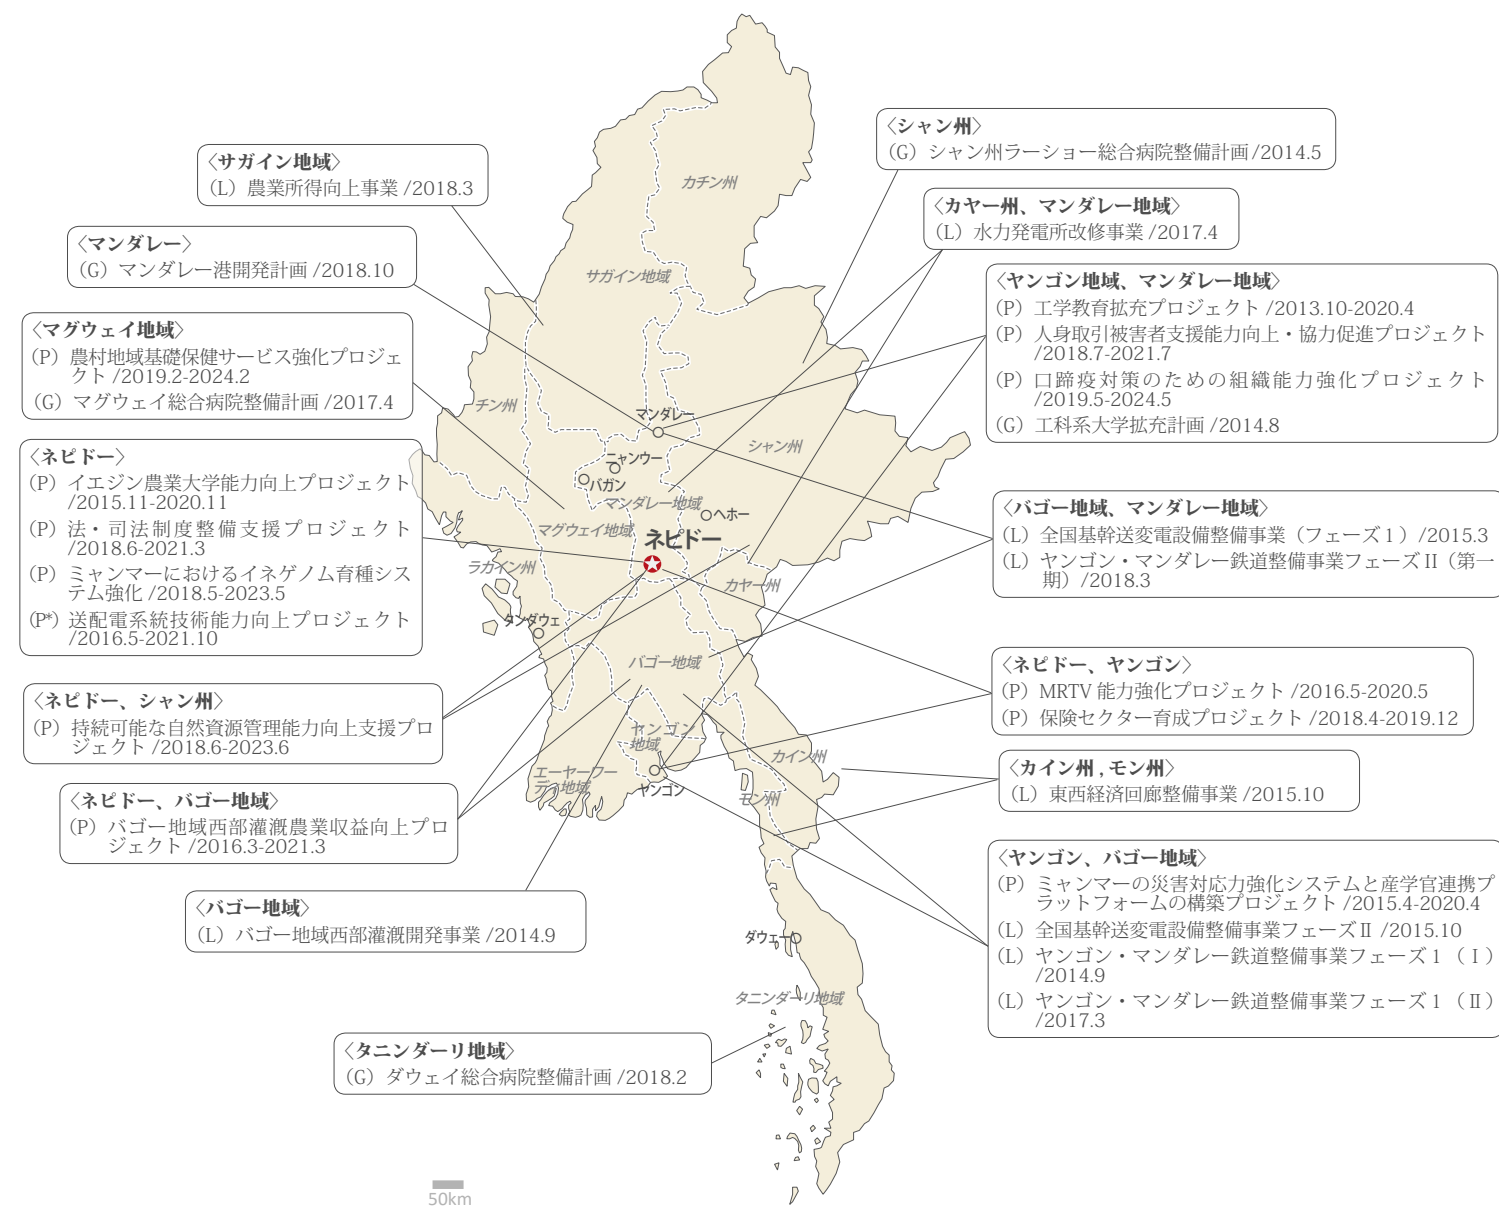 〈サガイン地域〉
（L）農業所得向上事業 /2018.3
〈マンダレー〉
（G）マンダレー港開発計画 /2018.10
〈マグウェイ地域〉
（P）農村地域基礎保健サービス強化プロジェ
クト /2019.2-2024.2
（G）マグウェイ総合病院整備計画 /2017.4
〈ネピドー〉
（P）イエジン農業大学能力向上プロジェクト
/2015.11-2020.11
（P）法・司法制度整備支援プロジェクト
/2018.6-2021.3
（P）ミャンマーにおけるイネゲノム育種シス
テム強化 /2018.5-2023.5
（P*）送配電系統技術能力向上プロジェクト
/2016.5-2021.10
〈ネピドー、シャン州〉
（P）持続可能な自然資源管理能力向上支援プロ
ジェクト /2018.6-2023.6
〈ネピドー、バゴー地域〉
（P）バゴー地域西部灌漑農業収益向上プロ
ジェクト /2016.3-2021.3
〈バゴー地域〉
（L）バゴー地域西部灌漑開発事業 /2014.9
〈タニンダーリ地域〉
（G）ダウェイ総合病院整備計画 /2018.2
カチン州
サガイン地域
チン州
マンダレー
シャン州
ニャンウー
バガン
マンダレー地域
ヘホー
マグウェイ地域
ネピドー
ラカイン州
カヤー州
タンダウェ
バゴー地域
ヤンゴン
地域
カイン州
エーヤーワー
ディ地域
ヤンゴン
モン州
ダウェー
タニンダーリ地域
〈シャン州〉
（G）シャン州ラーショー総合病院整備計画/2014.5
〈カヤー州、マンダレー地域〉
（L）水力発電所改修事業 /2017.4
〈ヤンゴン地域、マンダレー地域〉
（P）工学教育拡充プロジェクト /2013.10-2020.4
（P）人身取引被害者支援能力向上・協力促進プロジェクト
/2018.7-2021.7
（P）口蹄疫対策のための組織能力強化プロジェクト
/2019.5-2024.5
（G）工科系大学拡充計画 /2014.8
〈バゴー地域、マンダレー地域〉
（L）全国基幹送変電設備整備事業（フェーズ 1）/2015.3
（L）ヤンゴン・マンダレー鉄道整備事業フェーズ II（第一
期）/2018.3
〈ネピドー、ヤンゴン〉
（P）MRTV 能力強化プロジェクト /2016.5-2020.5
（P）保険セクター育成プロジェクト /2018.4-2019.12
〈カイン州 , モン州〉
（L）東西経済回廊整備事業 /2015.10
〈ヤンゴン、バゴー地域〉
（P）ミャンマーの災害対応力強化システムと産学官連携プ
ラットフォームの構築プロジェクト /2015.4-2020.4
（L）全国基幹送変電設備整備事業フェーズⅡ /2015.10
（L）ヤンゴン・マンダレー鉄道整備事業フェーズ 1 （Ⅰ）
/2014.9
（L）ヤンゴン・マンダレー鉄道整備事業フェーズ 1 （Ⅱ）
/2017.3
50km